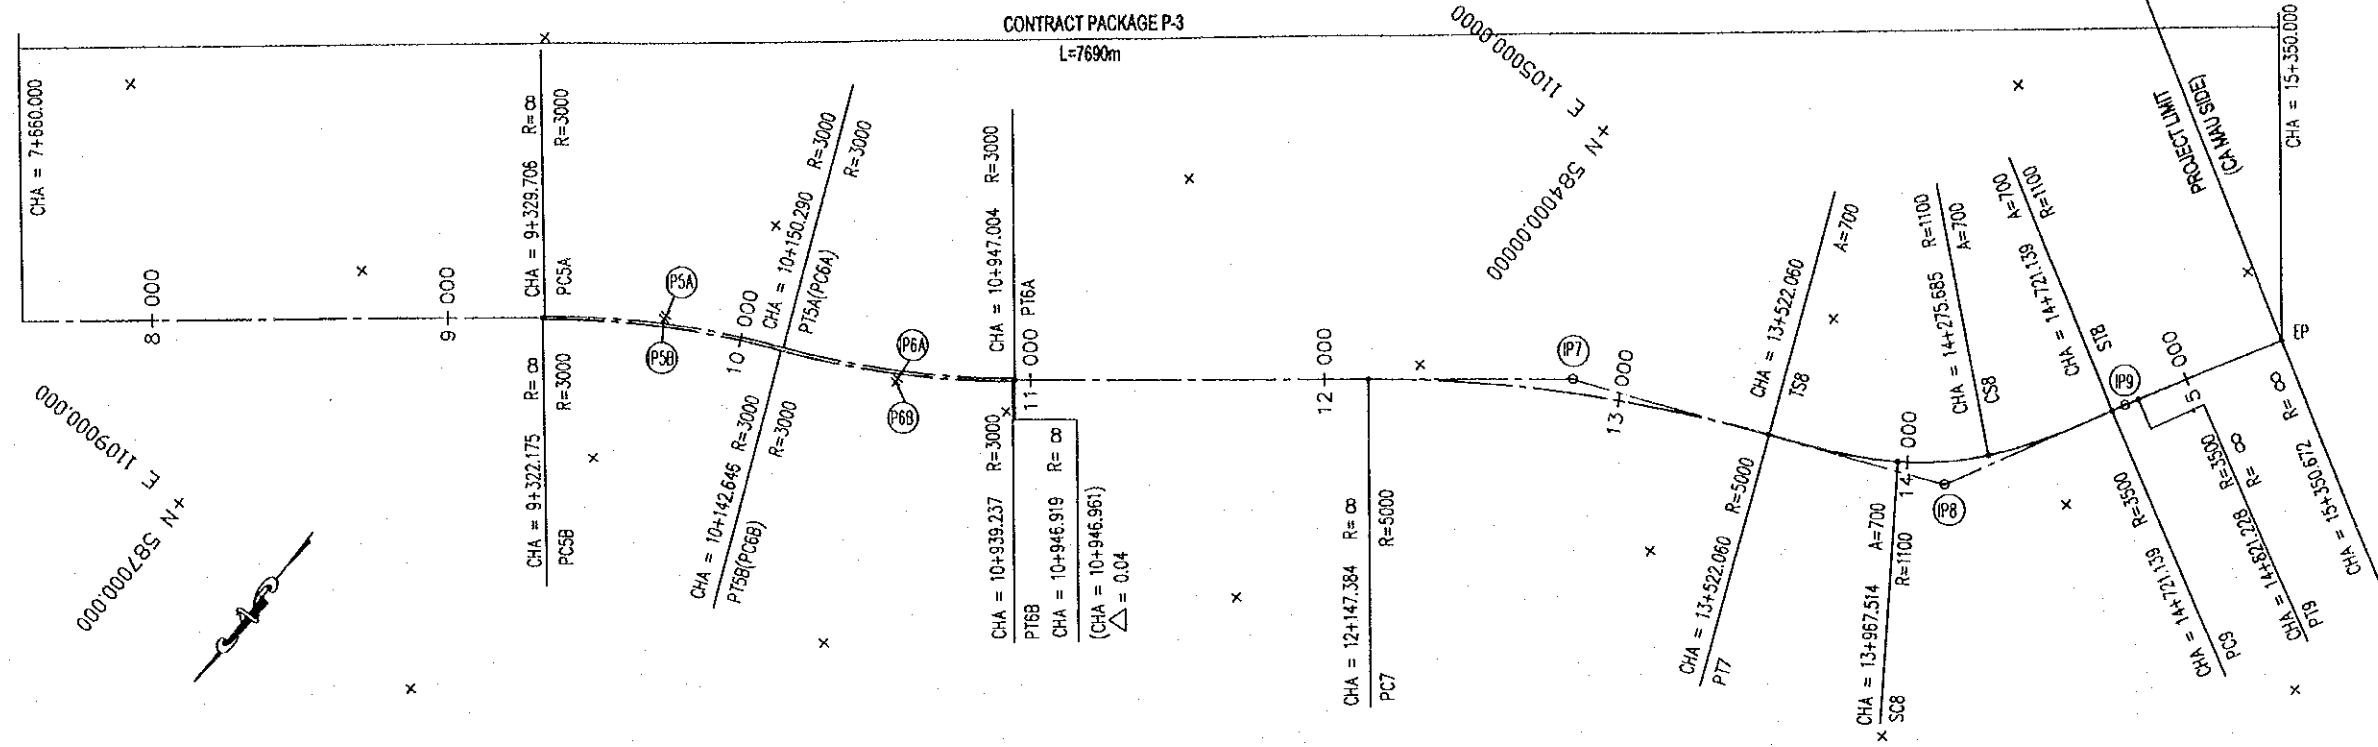 CONTRACT PACKAGE P-3
L=7690m
CHA = 7+660.000
8 000
9 000
CHA = 9+329.706 R=∞
PC5A R=3000
CHA = 9+322.175 R=∞
PC5B R=3000
P5A
P5B
10 000
CHA = 10+150.290 R=3000
PT5A(PC6A) R=3000
CHA = 10+142.646 R=3000
PT5B(PC6B) R=3000
P6A
P6B
CHA = 10+947.004 R=3000
PT6A
11 000
CHA = 10+939.237 R=3000
PT6B
CHA = 10+946.919 R=∞
(CHA = 10+946.961)
△ = 0.04
12 000
CHA = 12+147.384 R=∞
PC7 R=5000
IP7
13 000
CHA = 13+522.060
TS8 A=700
CHA = 13+522.060 R=5000
PT7
CHA = 13+967.514 A=700
SC8 R=1100
14 000
IP8
CHA = 14+275.685 R=1100
CS8 A=700
CHA = 14+721.139 A=700
ST8 R=1100
IP9
CHA = 14+721.139 R=3500
PC9
15 000
CHA = 14+821.228 R=3500
PT9 R=∞
CHA = 15+350.672 R=∞
EP
PROJECT LIMIT
(CA MAU SIDE)
CHA = 15+350.000
E 1105000.0000
N 584000.0000
E 1109000.000
N 587000.000